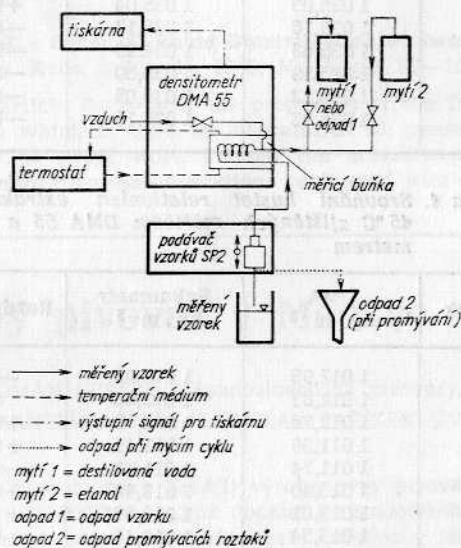 tiskárna
densitometr
DMA 55
vzduch
termostat
mytí 1
nebo
odpad 1
mytí 2
měřicí buňka
podávač
vzorků SP2
měřený
vzorek
odpad 2
(při promývání)
měřený vzorek
temperační médium
výstupní signál pro tiskárnu
odpad při mycím cyklu
mytí 1 = destilovaná voda
mytí 2 = etanol
odpad 1 = odpad vzorku
odpad 2 = odpad promývacích roztoků